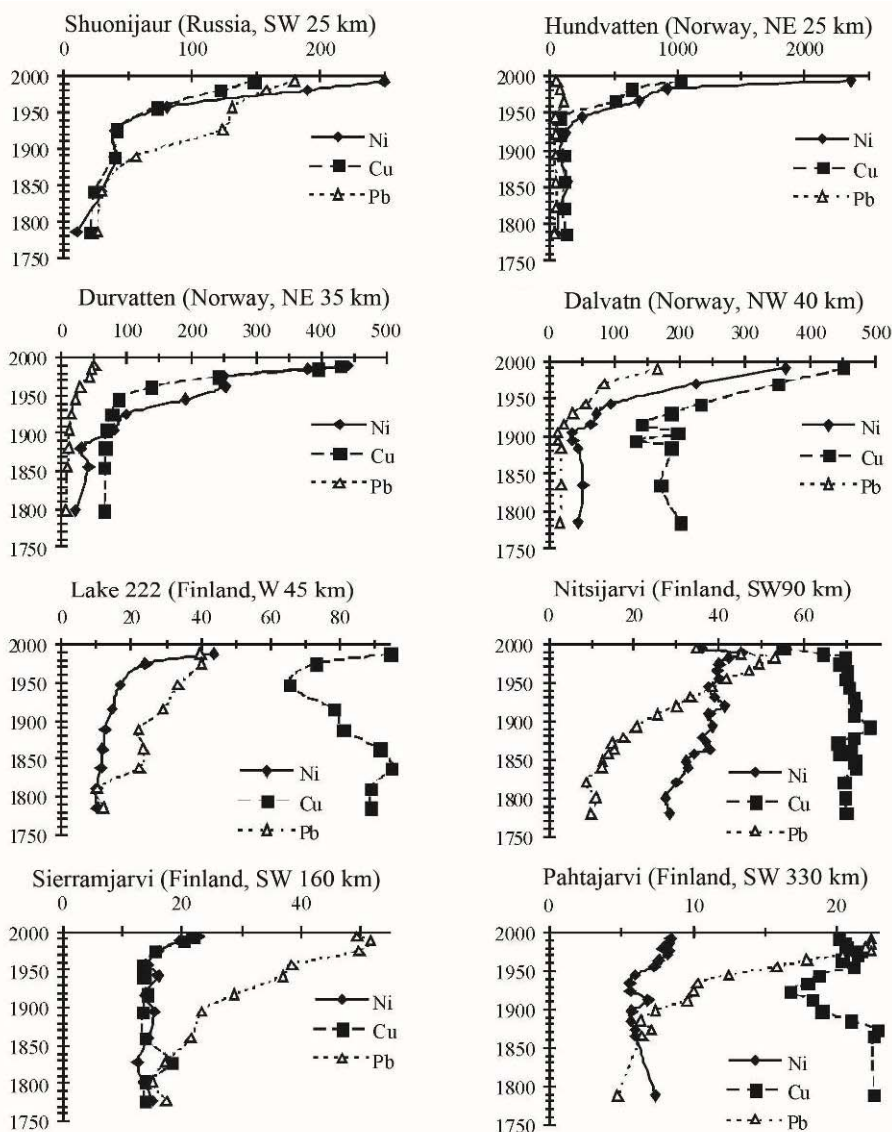 Shuonijaur (Russia, SW 25 km)
0 100 200
2000
1950
1900
1850
1800
1750
Ni
Cu
Pb
Hundvatten (Norway, NE 25 km)
0 1000 2000
2000
1950
1900
1850
1800
1750
Ni
Cu
Pb
Durvatten (Norway, NE 35 km)
0 100 200 300 400 500
2000
1950
1900
1850
1800
1750
Ni
Cu
Pb
Dalvatn (Norway, NW 40 km)
0 100 200 300 400 500
2000
1950
1900
1850
1800
1750
Ni
Cu
Pb
Lake 222 (Finland,W 45 km)
0 20 40 60 80
2000
1950
1900
1850
1800
1750
Ni
Cu
Pb
Nitsijarvi (Finland, SW90 km)
0 20 40 60
2000
1950
1900
1850
1800
1750
Ni
Cu
Pb
Sierramjarvi (Finland, SW 160 km)
0 20 40
2000
1950
1900
1850
1800
1750
Ni
Cu
Pb
Pahtajarvi (Finland, SW 330 km)
0 10 20
2000
1950
1900
1850
1800
1750
Ni
Cu
Pb